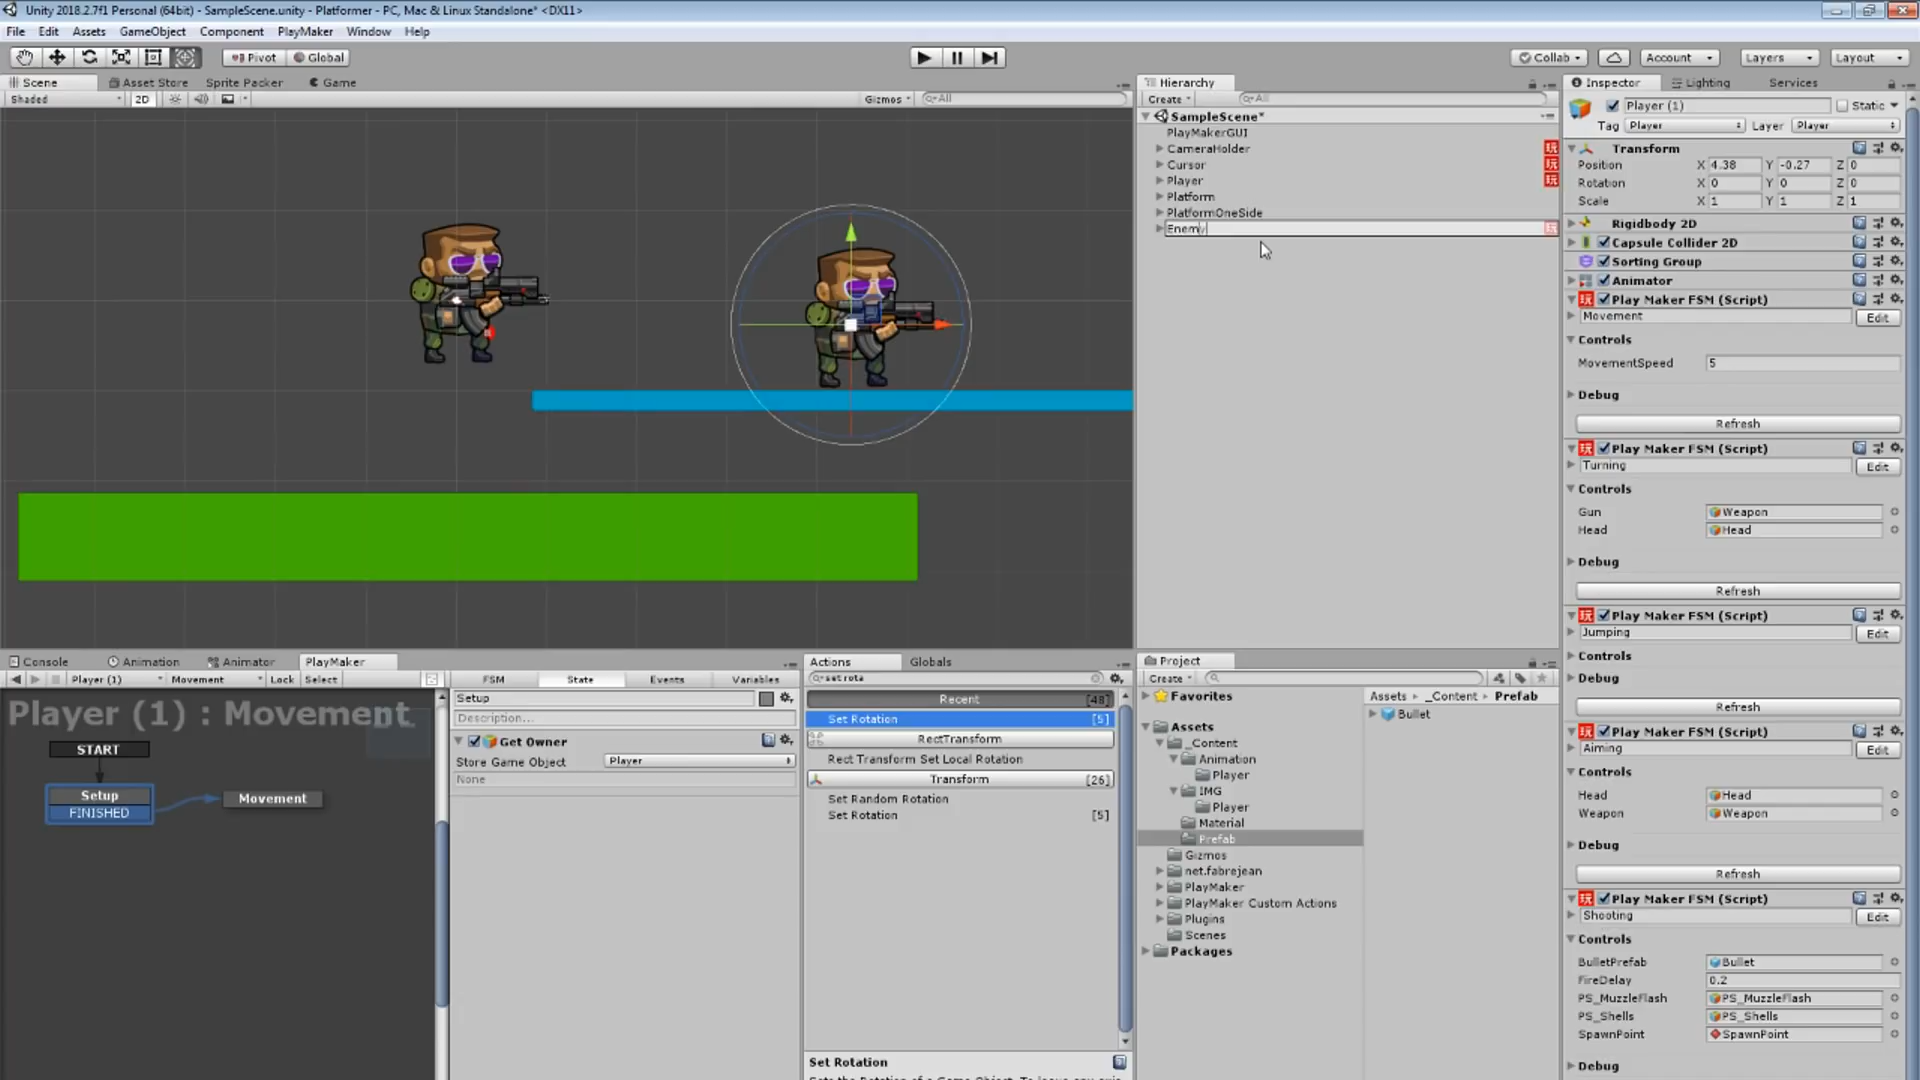 Unity 2018.2.7f1 Personal (64bit) - SampleScene.unity - Platformer - PC, Mac & Linux Standalone* <DX11>
File Edit Assets GameObject Component PlayMaker Window Help
Pivot Global Collab Account Layers Layout
Scene Asset Store Sprite Packer Game
Shaded 2D Gizmos All
Hierarchy
Create All
SampleScene*
PlayMakerGUI
CameraHolder
Cursor
Player
Platform
PlatformOneSide
Enemy
Inspector Lighting Services
Player (1) Static
Tag Player Layer Player
Transform
Position X 4.38 Y -0.27 Z 0
Rotation X 0 Y 0 Z 0
Scale X 1 Y 1 Z 1
Rigidbody 2D
Capsule Collider 2D
Sorting Group
Animator
Play Maker FSM (Script)
Movement Edit
Controls
MovementSpeed 5
Debug
Refresh
Play Maker FSM (Script)
Turning Edit
Controls
Gun Weapon
Head Head
Debug
Refresh
Play Maker FSM (Script)
Jumping Edit
Controls
Debug
Refresh
Play Maker FSM (Script)
Aiming Edit
Controls
Head Head
Weapon Weapon
Debug
Refresh
Play Maker FSM (Script)
Shooting Edit
Controls
BulletPrefab Bullet
FireDelay 0.2
PS_MuzzleFlash PS_MuzzleFlash
PS_Shells PS_Shells
SpawnPoint SpawnPoint
Debug
Console Animation Animator PlayMaker
Player (1) Movement Lock Select
Player (1) : Movement
START
Setup
FINISHED
Movement
FSM State Events Variables
Setup
Description...
Get Owner
Store Game Object Player
None
Actions Globals
set rota
Recent [48]
Set Rotation [5]
RectTransform
Rect Transform Set Local Rotation
Transform [26]
Set Random Rotation
Set Rotation [5]
Set Rotation
Project
Create
Favorites
Assets
_Content
Animation
Player
IMG
Player
Material
Prefab
Gizmos
net.fabrejean
PlayMaker
PlayMaker Custom Actions
Plugins
Scenes
Packages
Assets _Content Prefab
Bullet